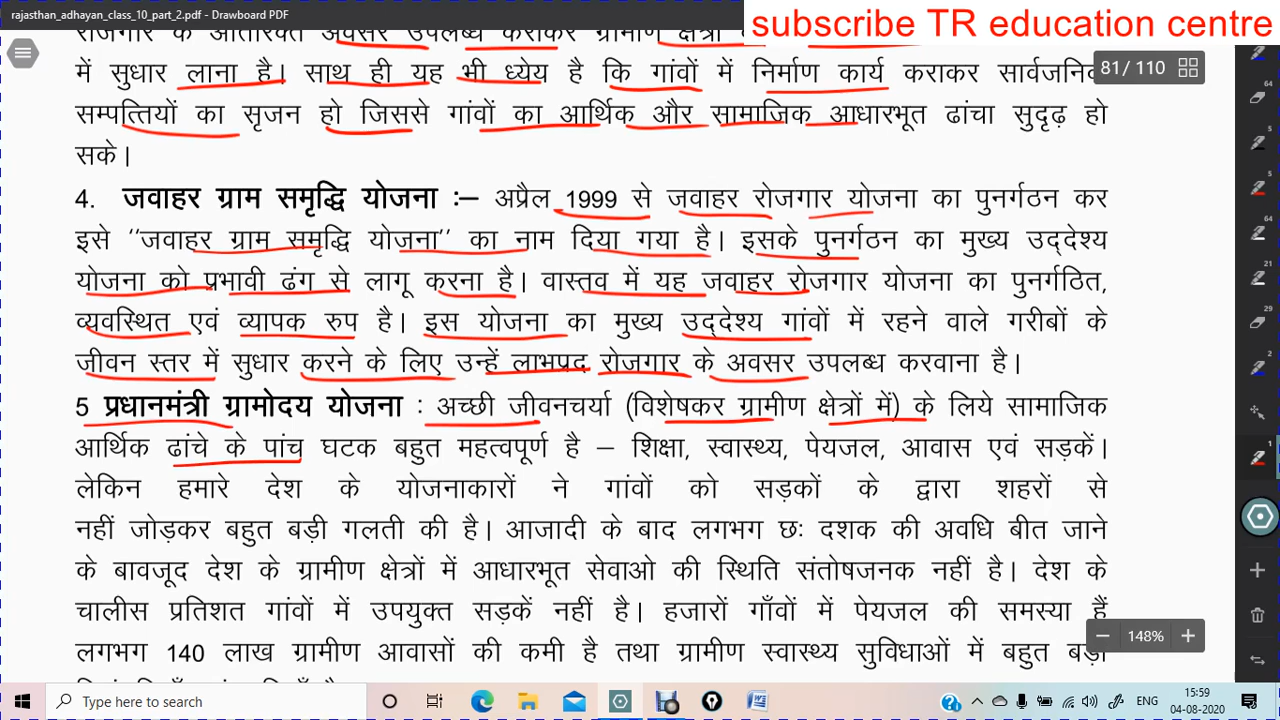 rajasthan_adhayan_class_10_part_2.pdf - Drawboard PDF
subscribe TR education centre
81 / 110
रोजगार के अतिरिक्त अवसर उपलब्ध कराकर ग्रामीण क्षेत्रों
में सुधार लाना है। साथ ही यह भी ध्येय है कि गांवों में निर्माण कार्य कराकर सार्वजनिक
सम्पत्तियों का सृजन हो जिससे गांवों का आर्थिक और सामाजिक आधारभूत ढांचा सुदृढ़ हो
सके।
4. जवाहर ग्राम समृद्धि योजना :– अप्रैल 1999 से जवाहर रोजगार योजना का पुनर्गठन कर
इसे ''जवाहर ग्राम समृद्धि योजना'' का नाम दिया गया है। इसके पुनर्गठन का मुख्य उद्देश्य
योजना को प्रभावी ढंग से लागू करना है। वास्तव में यह जवाहर रोजगार योजना का पुनर्गठित,
व्यवस्थित एवं व्यापक रुप है। इस योजना का मुख्य उद्देश्य गांवों में रहने वाले गरीबों के
जीवन स्तर में सुधार करने के लिए उन्हें लाभप्रद रोजगार के अवसर उपलब्ध करवाना है।
5 प्रधानमंत्री ग्रामोदय योजना : अच्छी जीवनचर्या (विशेषकर ग्रामीण क्षेत्रों में) के लिये सामाजिक
आर्थिक ढांचे के पांच घटक बहुत महत्वपूर्ण है – शिक्षा, स्वास्थ्य, पेयजल, आवास एवं सड़कें।
लेकिन हमारे देश के योजनाकारों ने गांवों को सड़कों के द्वारा शहरों से
नहीं जोड़कर बहुत बड़ी गलती की है। आजादी के बाद लगभग छः दशक की अवधि बीत जाने
के बावजूद देश के ग्रामीण क्षेत्रों में आधारभूत सेवाओ की स्थिति संतोषजनक नहीं है। देश के
चालीस प्रतिशत गांवों में उपयुक्त सड़कें नहीं है। हजारों गाँवों में पेयजल की समस्या हैं
लगभग 140 लाख ग्रामीण आवासों की कमी है तथा ग्रामीण स्वास्थ्य सुविधाओं में बहुत बड़ी
148%
Type here to search
ENG
15:59
04-08-2020